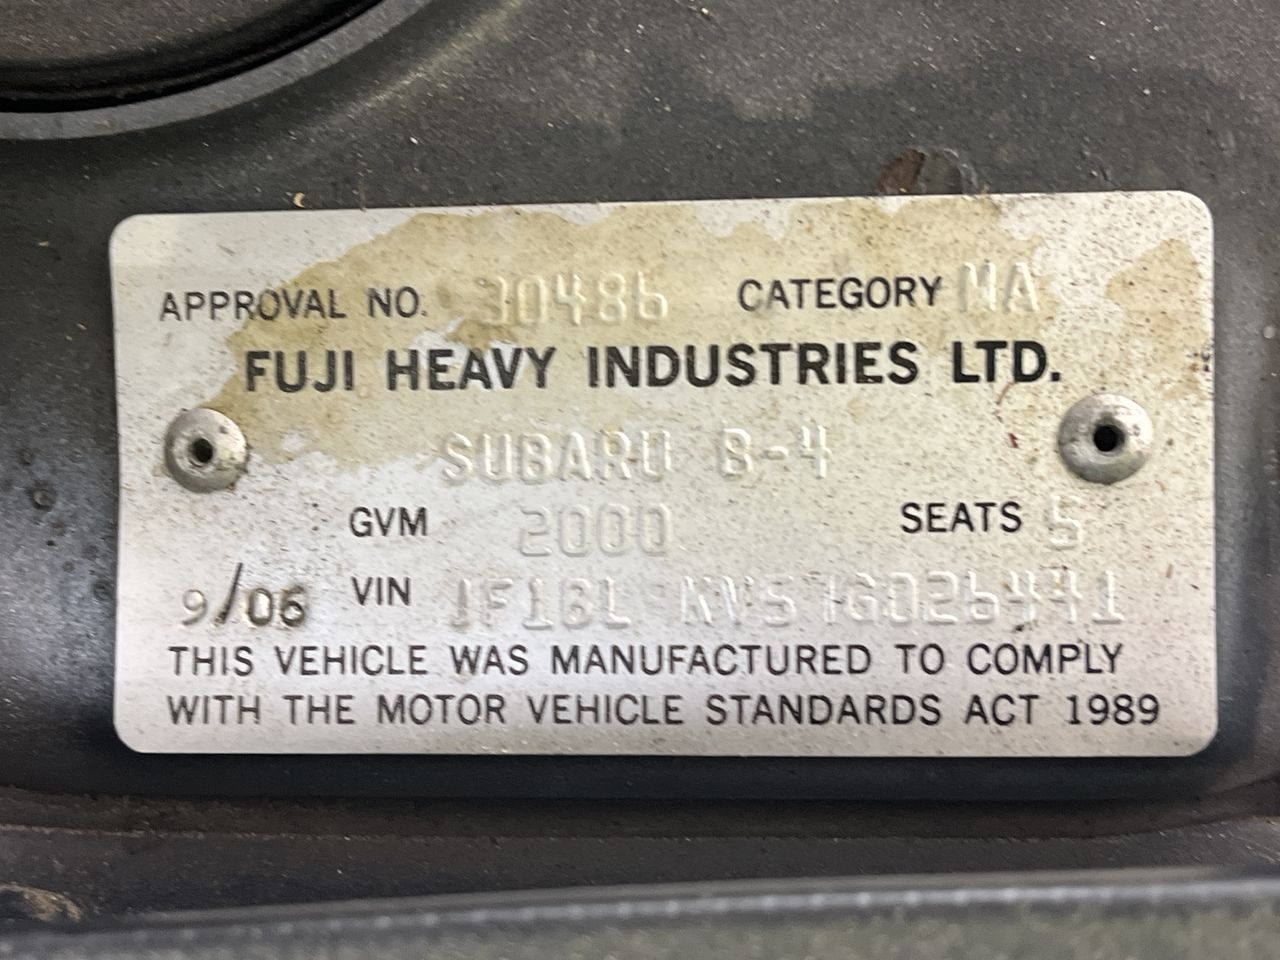 APPROVAL NO. 30486 CATEGORY MA
FUJI HEAVY INDUSTRIES LTD.
SUBARU B-4
GVM 2000 SEATS 5
9/06 VIN JF1BL KV57G026441
THIS VEHICLE WAS MANUFACTURED TO COMPLY
WITH THE MOTOR VEHICLE STANDARDS ACT 1989